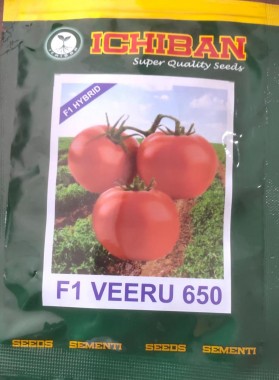 ICHIBAN
Super Quality Seeds
F1 HYBRID
F1 VEERU 650
SEEDS SEMENTI SEEDS SEMENTI